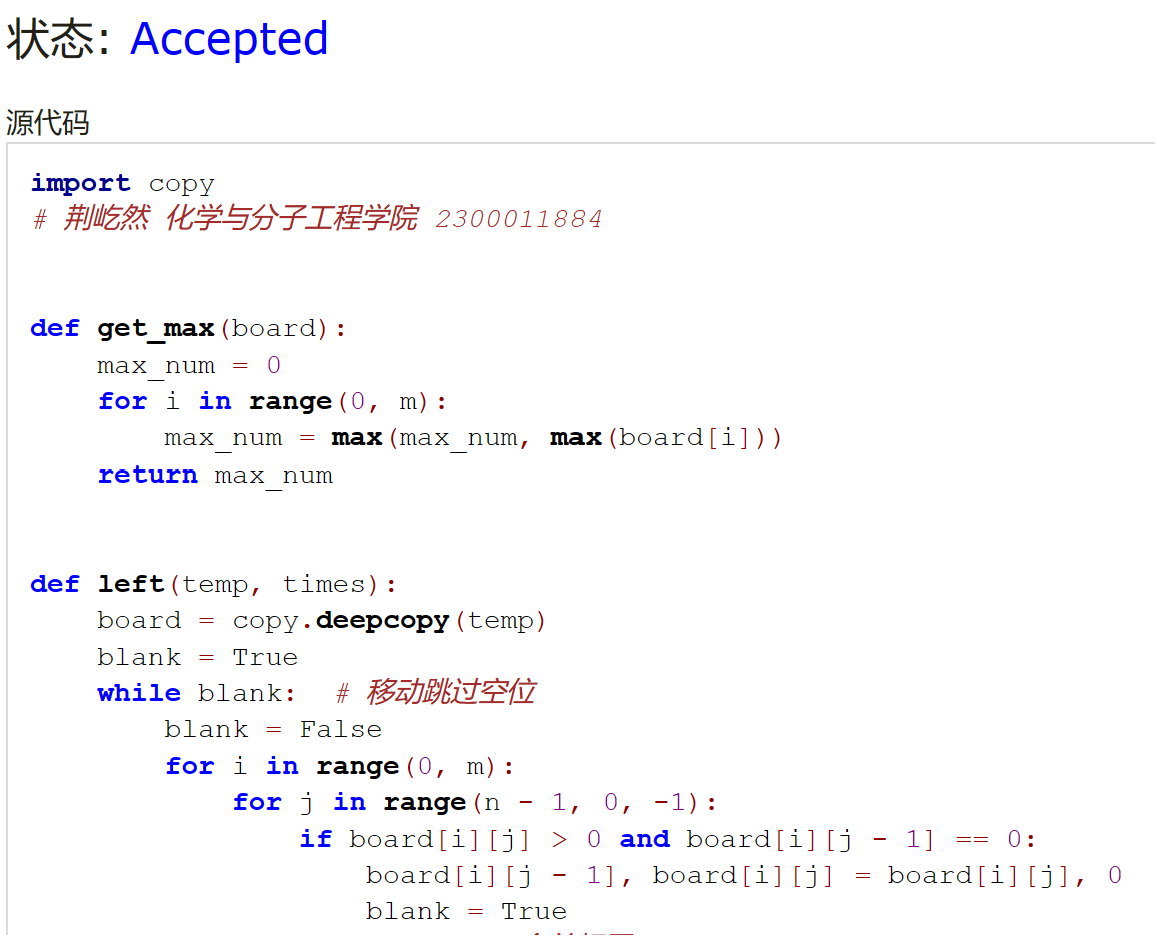 状态: Accepted
源代码
import copy
# 荆屹然 化学与分子工程学院 2300011884
def get_max(board):
    max_num = 0
    for i in range(0, m):
        max_num = max(max_num, max(board[i]))
    return max_num
def left(temp, times):
    board = copy.deepcopy(temp)
    blank = True
    while blank:  # 移动跳过空位
        blank = False
        for i in range(0, m):
            for j in range(n - 1, 0, -1):
                if board[i][j] > 0 and board[i][j - 1] == 0:
                    board[i][j - 1], board[i][j] = board[i][j], 0
                    blank = True